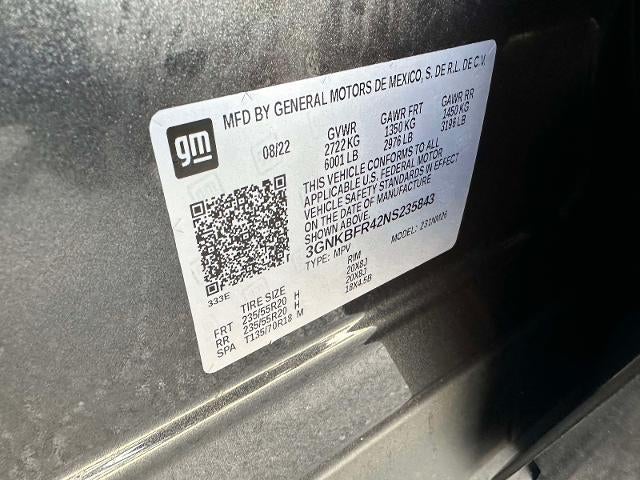 gm
MFD BY GENERAL MOTORS DE MEXICO, S. DE R.L. DE C.V.
08/22 GVWR GAWR FRT GAWR RR
2722 KG 1350 KG 1450 KG
6001 LB 2976 LB 3196 LB
THIS VEHICLE CONFORMS TO ALL
APPLICABLE U.S. FEDERAL MOTOR
VEHICLE SAFETY STANDARDS IN EFFECT
ON THE DATE OF MANUFACTURE
SHOWN ABOVE.
3GNKBFR42NS235843
TYPE: MPV MODEL: 231NM26
333E
TIRE SIZE RIM
FRT 235/55R20 H 20X8J
RR 235/55R20 H 20X8J
SPA T135/70R18 M 18X4.5B